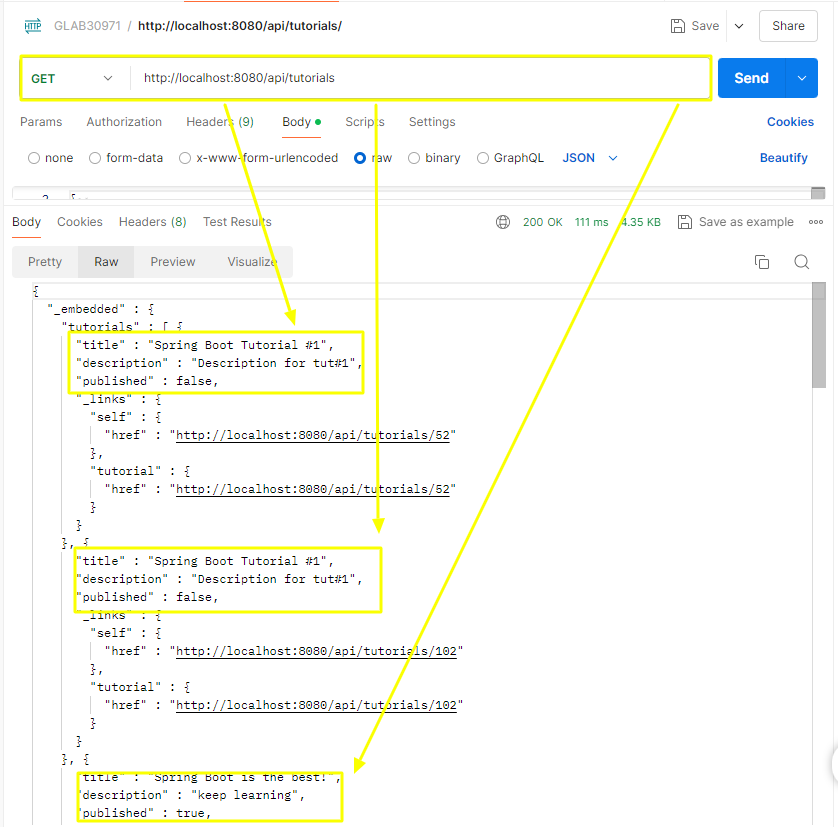 HTTP GLAB30971 / http://localhost:8080/api/tutorials/ Save Share
GET http://localhost:8080/api/tutorials Send
Params Authorization Headers (9) Body Scripts Settings Cookies
none form-data x-www-form-urlencoded raw binary GraphQL JSON Beautify
Body Cookies Headers (8) Test Results 200 OK 111 ms 4.35 KB Save as example
Pretty Raw Preview Visualize
{
"_embedded" : {
"tutorials" : [ {
"title" : "Spring Boot Tutorial #1",
"description" : "Description for tut#1",
"published" : false,
"_links" : {
"self" : {
"href" : "http://localhost:8080/api/tutorials/52"
},
"tutorial" : {
"href" : "http://localhost:8080/api/tutorials/52"
}
}
}, {
"title" : "Spring Boot Tutorial #1",
"description" : "Description for tut#1",
"published" : false,
"_links" : {
"self" : {
"href" : "http://localhost:8080/api/tutorials/102"
},
"tutorial" : {
"href" : "http://localhost:8080/api/tutorials/102"
}
}
}, {
"title" : "Spring Boot is the best!",
"description" : "keep learning",
"published" : true,